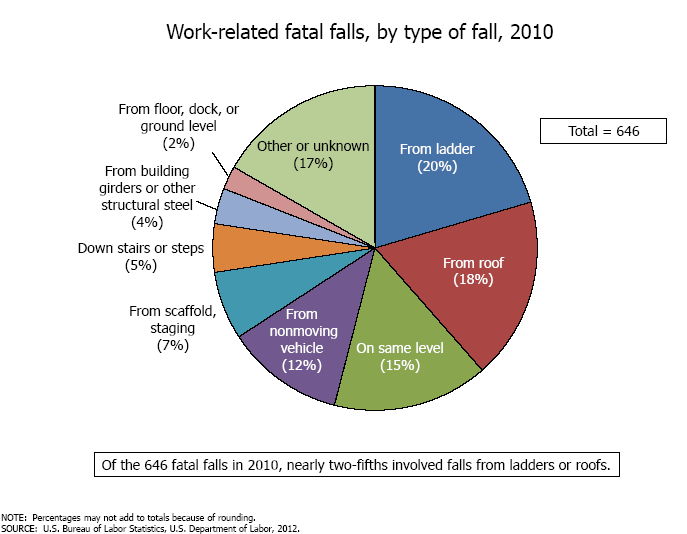 Work-related fatal falls, by type of fall, 2010
Total = 646
From ladder
(20%)
From roof
(18%)
On same level
(15%)
From
nonmoving
vehicle
(12%)
From scaffold,
staging
(7%)
Down stairs or steps
(5%)
From building
girders or other
structural steel
(4%)
From floor, dock, or
ground level
(2%)
Other or unknown
(17%)
Of the 646 fatal falls in 2010, nearly two-fifths involved falls from ladders or roofs.
NOTE: Percentages may not add to totals because of rounding.
SOURCE: U.S. Bureau of Labor Statistics, U.S. Department of Labor, 2012.